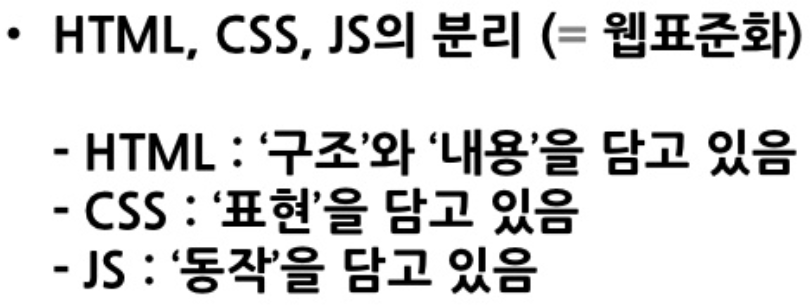 • HTML, CSS, JS의 분리 (= 웹표준화)
- HTML : ‘구조’와 ‘내용’을 담고 있음
- CSS : ‘표현’을 담고 있음
- JS : ‘동작’을 담고 있음